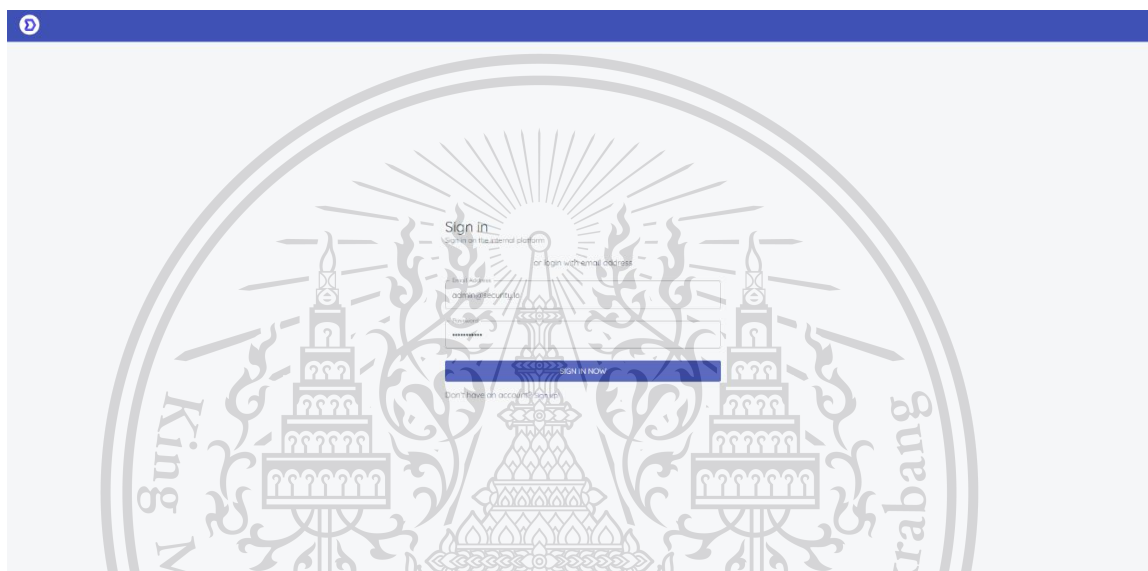 Sign in
Sign in on the internal platform
or login with email address
Email Address
admin@security.io
Password
•••••••••••
SIGN IN NOW
Don't have an account? Sign up
King M
krabang